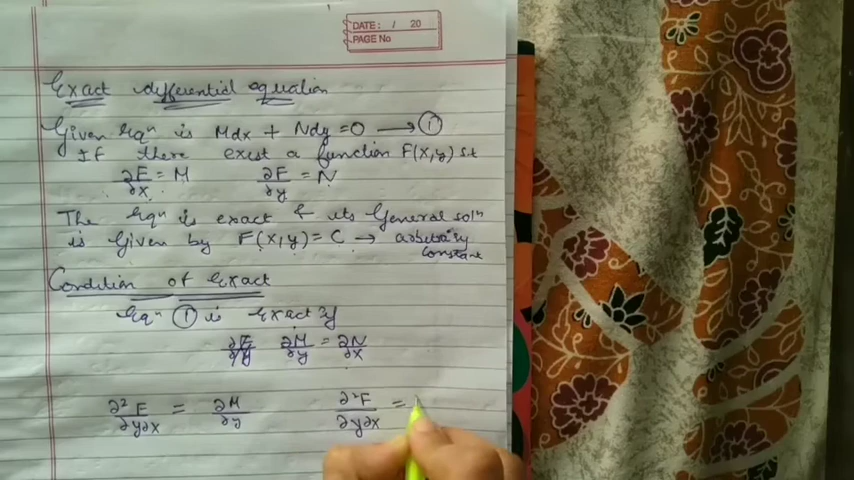 DATE: / 20
PAGE No
Exact differential equation
Given Eqⁿ is Mdx + Ndy = 0 → ①
If there exist a function F(x,y) st
∂F/∂x = M ∂F/∂y = N
The Eqⁿ is exact & its General solⁿ
is Given by F(x,y) = C → arbitrary
constant
Condition of Exact
Eqⁿ ① is Exact if
∂M/∂y = ∂N/∂x
∂²F/∂y∂x = ∂M/∂y ∂²F/∂y∂x =